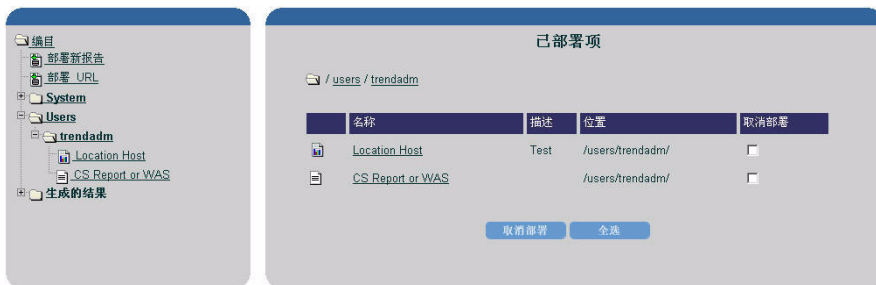 编目
部署新报告
部署 URL
System
Users
trendadm
Location Host
CS Report or WAS
生成的结果
已部署项
/ users / trendadm
名称 描述 位置 取消部署
Location Host Test /users/trendadm/
CS Report or WAS /users/trendadm/
取消部署 全选